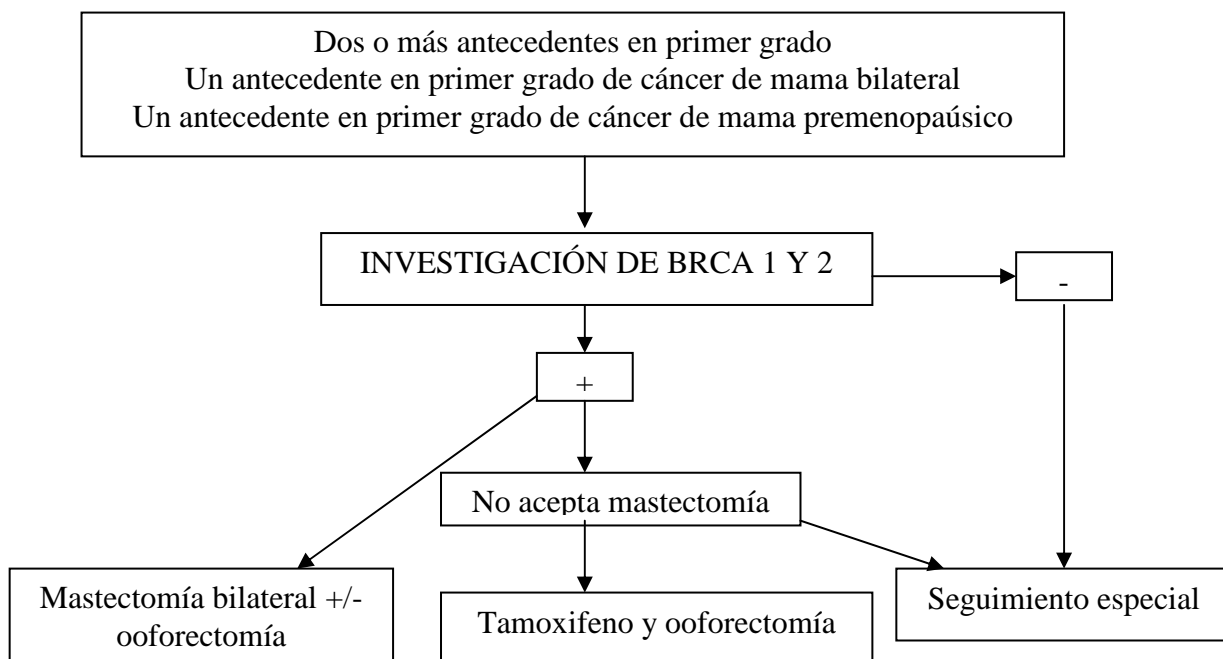 Dos o más antecedentes en primer grado
Un antecedente en primer grado de cáncer de mama bilateral
Un antecedente en primer grado de cáncer de mama premenopaúsico
INVESTIGACIÓN DE BRCA 1 Y 2
-
+
No acepta mastectomía
Mastectomía bilateral +/-
ooforectomía
Tamoxifeno y ooforectomía
Seguimiento especial